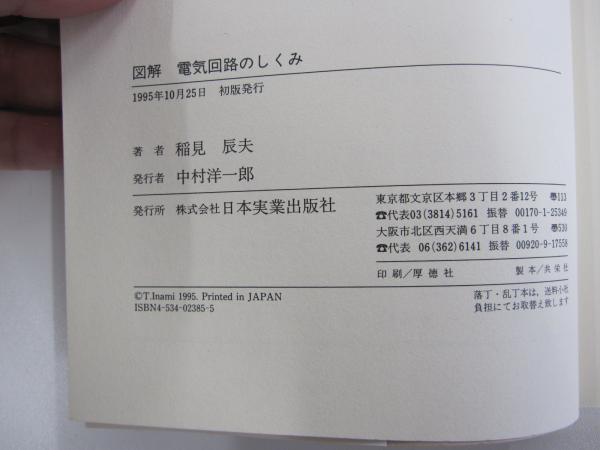 図解 電気回路のしくみ
1995年10月25日 初版発行
著者 稲見 辰夫
発行者 中村洋一郎
発行所 株式会社日本実業出版社
東京都文京区本郷3丁目2番12号 〠113
☎代表03(3814)5161 振替 00170-1-25349
大阪市北区西天満6丁目8番1号 〠530
☎代表 06(362)6141 振替 00920-9-17558
印刷/厚徳社 製本/共栄社
©T.Inami 1995. Printed in JAPAN
ISBN4-534-02385-5
落丁・乱丁本は、送料小社
負担にてお取替え致します